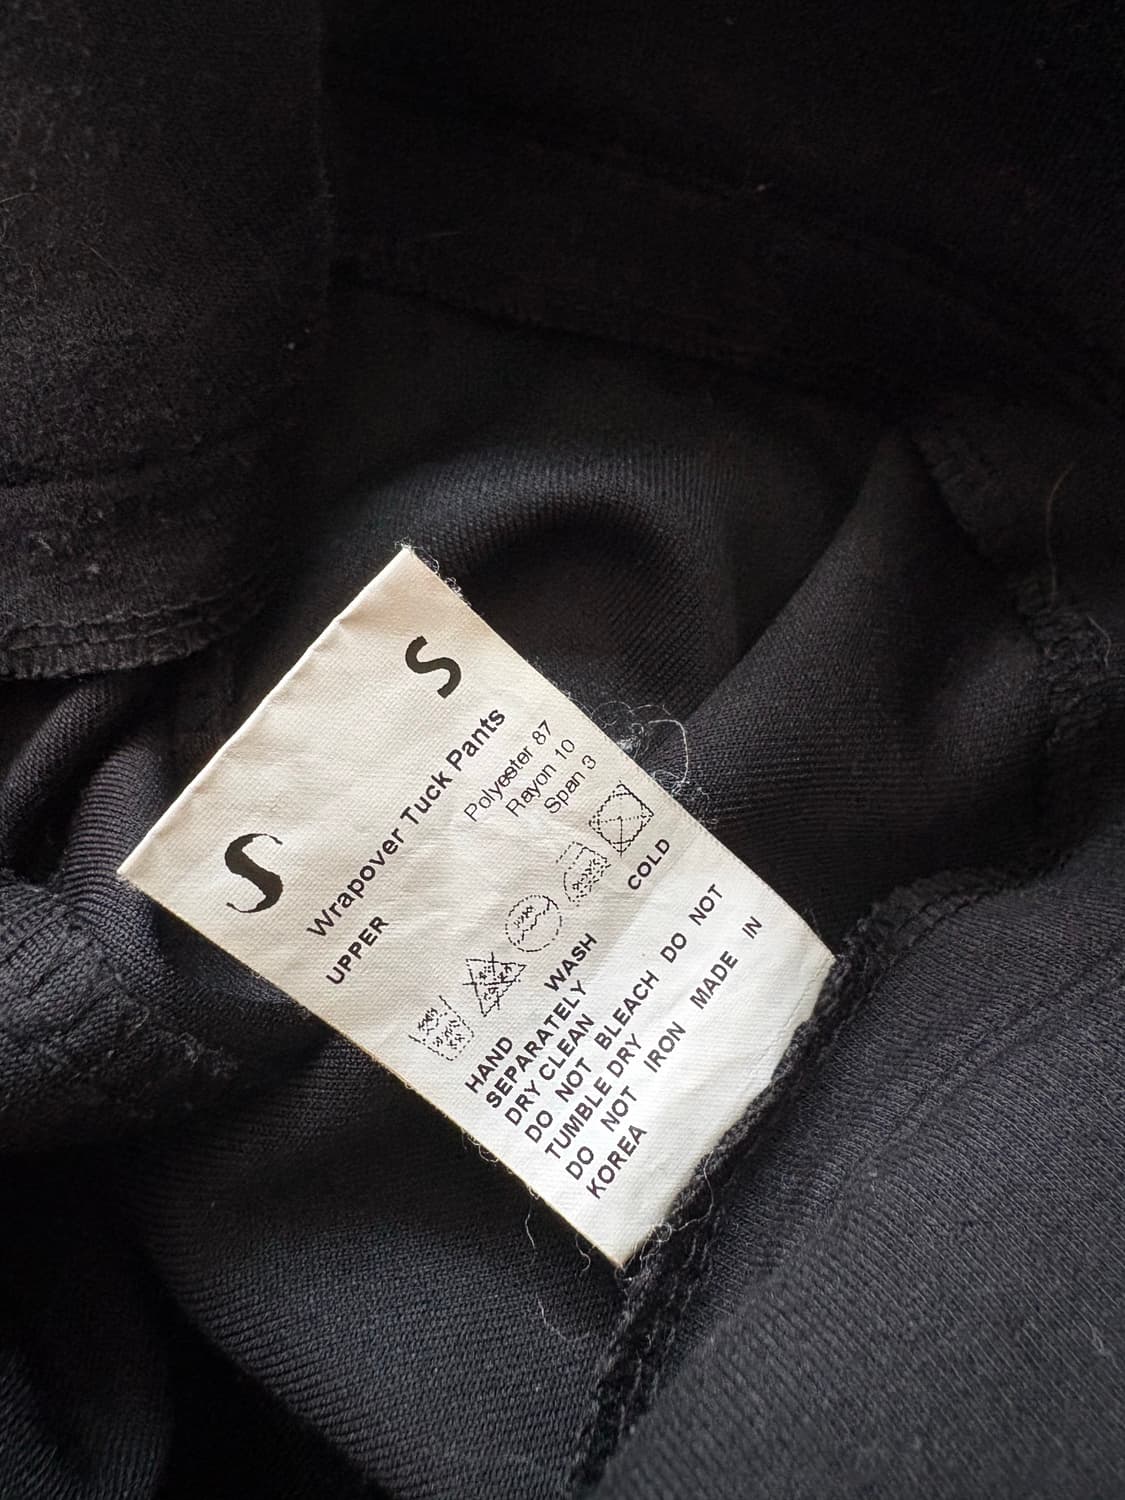 S S
Wrapover Tuck Pants
UPPER Polyester 87
Rayon 10
Span 3
HAND WASH COLD
SEPARATELY
DRY CLEAN
DO NOT BLEACH DO NOT
TUMBLE DRY
DO NOT IRON MADE IN
KOREA